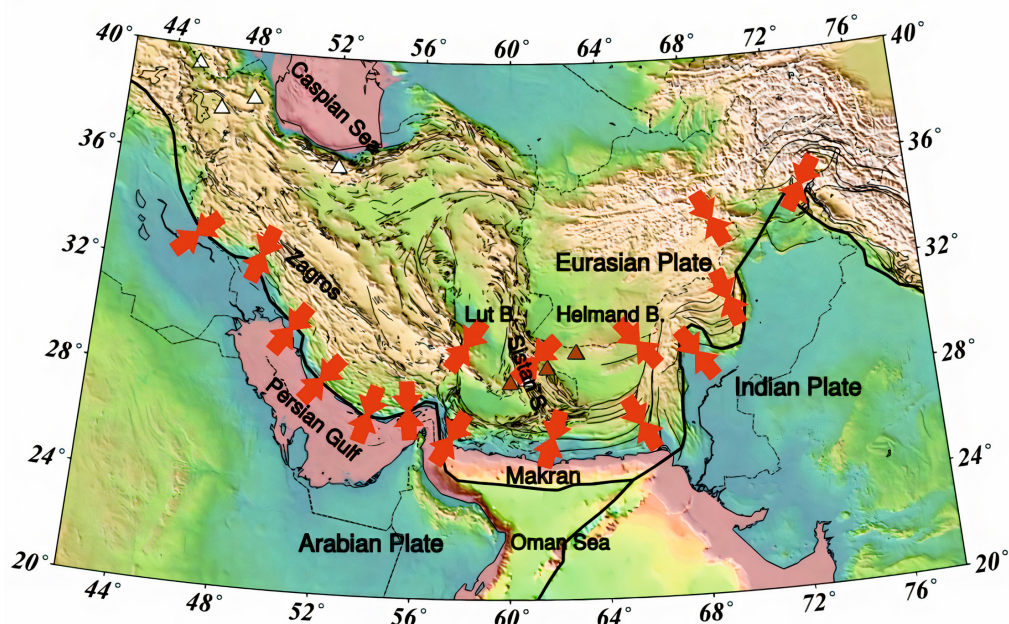 44° 48° 52° 56° 60° 64° 68° 72° 76°
40° 40°
Caspian Sea
36° 36°
32° 32°
Zagros
Eurasian Plate
Lut B. Helmand B.
Sistan S.
28° 28°
Indian Plate
Persian Gulf
24° 24°
Makran
Arabian Plate
Oman Sea
20° 20°
44° 48° 52° 56° 60° 64° 68° 72° 76°